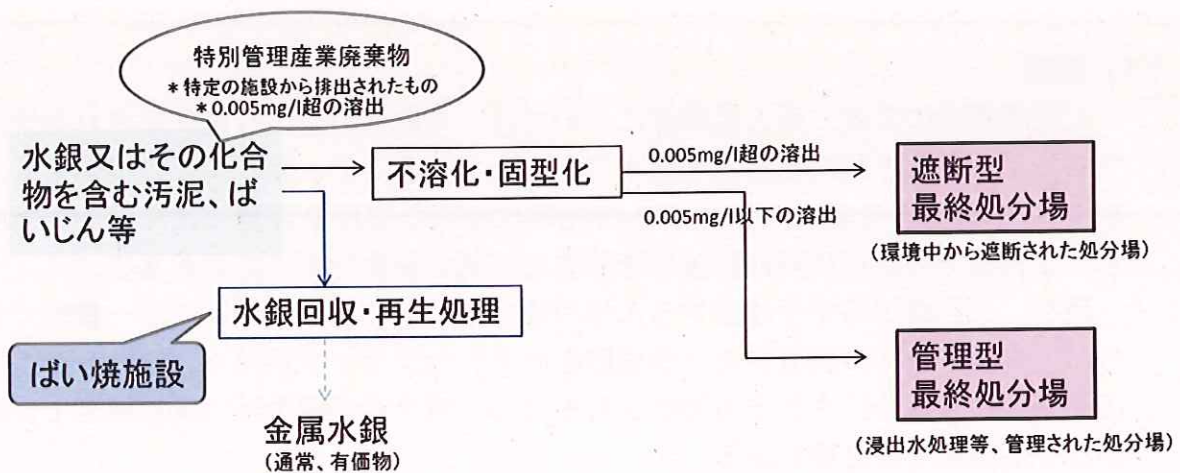 特別管理産業廃棄物
*特定の施設から排出されたもの
*0.005mg/l超の溶出
水銀又はその化合
物を含む汚泥、ば
いじん等
不溶化・固型化
0.005mg/l超の溶出
0.005mg/l以下の溶出
遮断型
最終処分場
(環境中から遮断された処分場)
水銀回収・再生処理
ばい焼施設
金属水銀
(通常、有価物)
管理型
最終処分場
(浸出水処理等、管理された処分場)